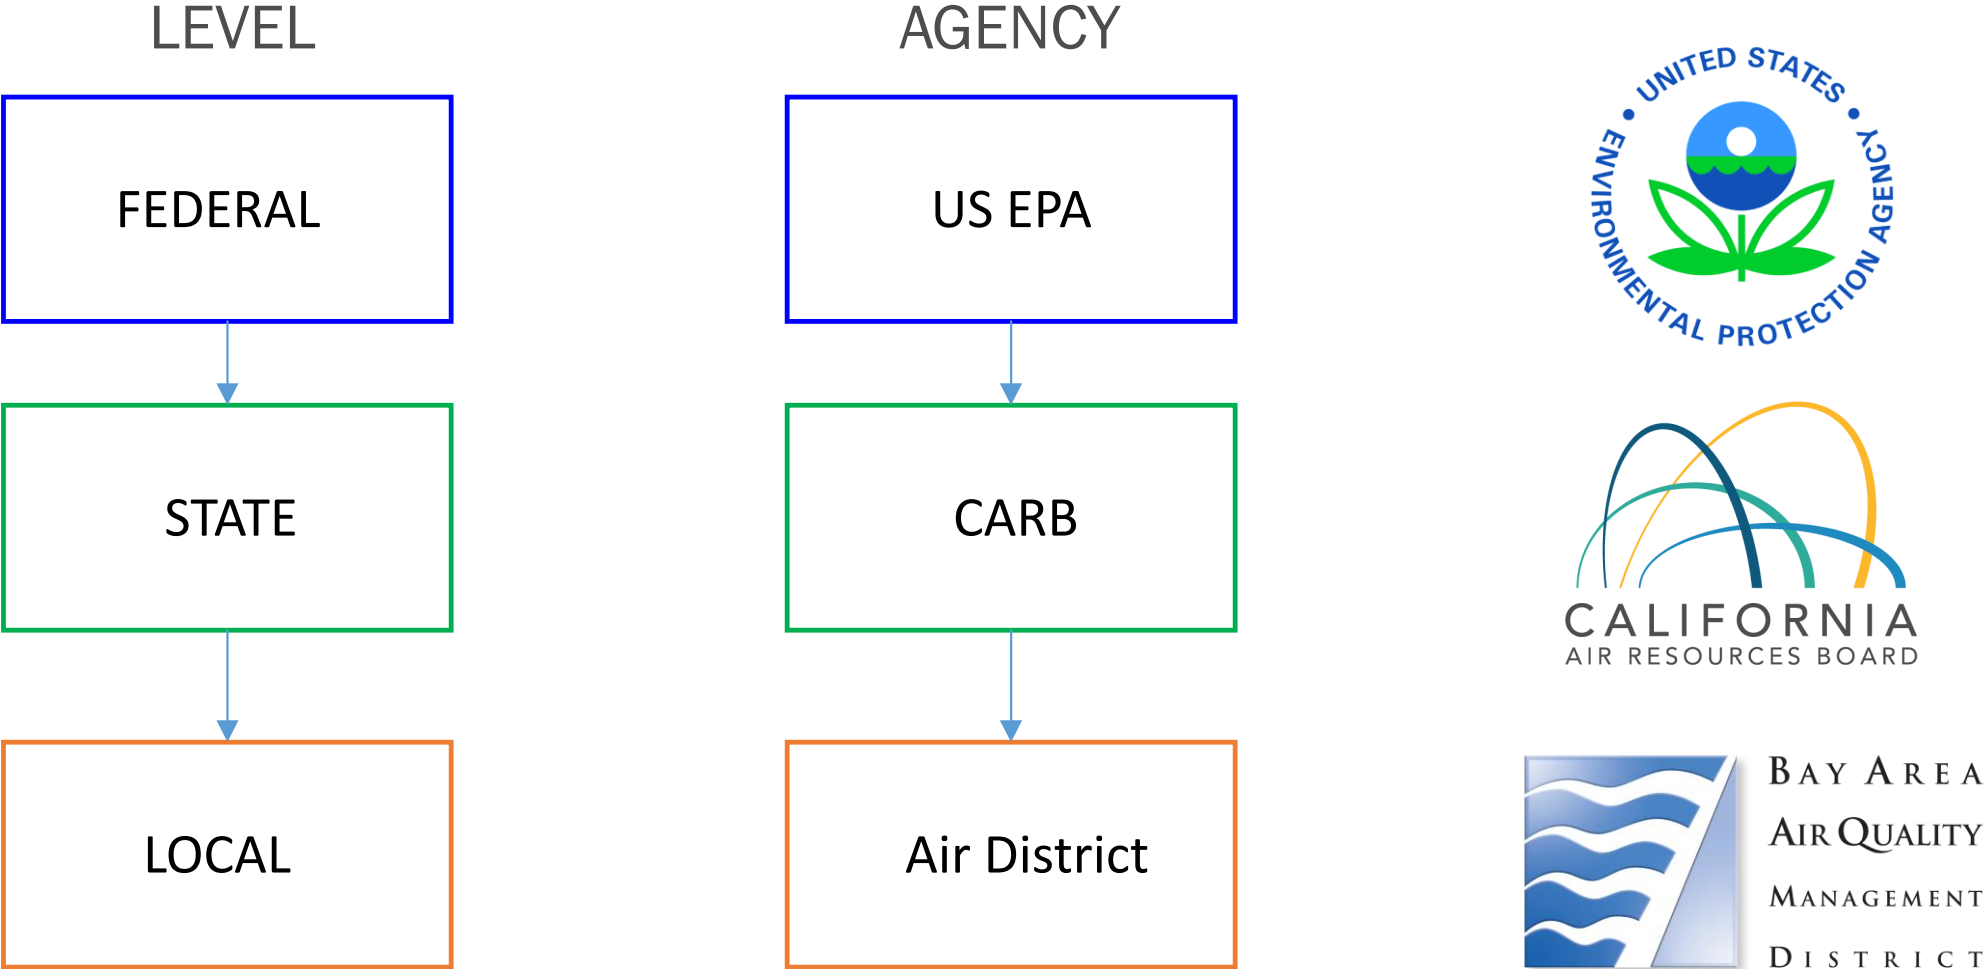 LEVEL
AGENCY
FEDERAL
US EPA
• UNITED STATES • ENVIRONMENTAL PROTECTION AGENCY
STATE
CARB
CALIFORNIA
AIR RESOURCES BOARD
LOCAL
Air District
BAY AREA
AIR QUALITY
MANAGEMENT
DISTRICT